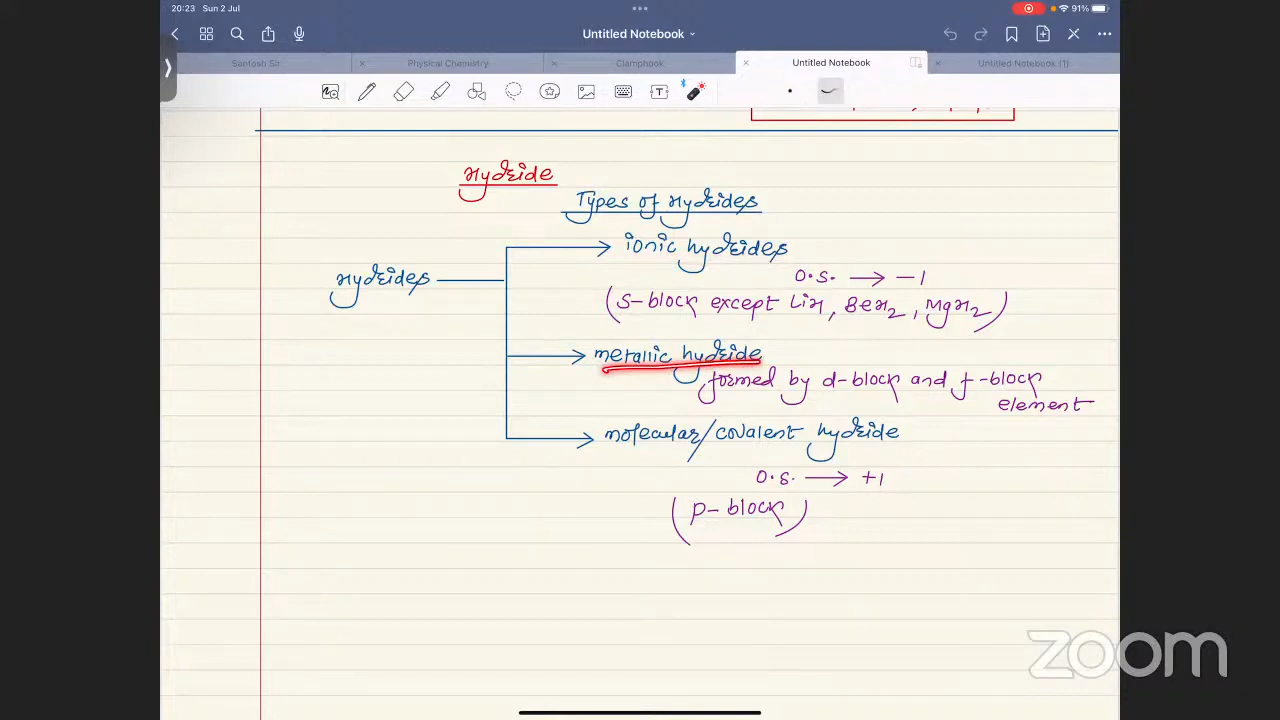 20:23 Sun 2 Jul
91%
Untitled Notebook
Santosh Sir
Physical Chemistry
Clamphook
Untitled Notebook
Untitled Notebook (1)
Hydride
Types of Hydrides
ionic hydrides
Hydrides
O.S. → -1
(S-block except LiH, BeH2, MgH2)
metallic hydride
formed by d-block and f-block
element
molecular/covalent hydride
O.S. → +1
(P-block)
zoom